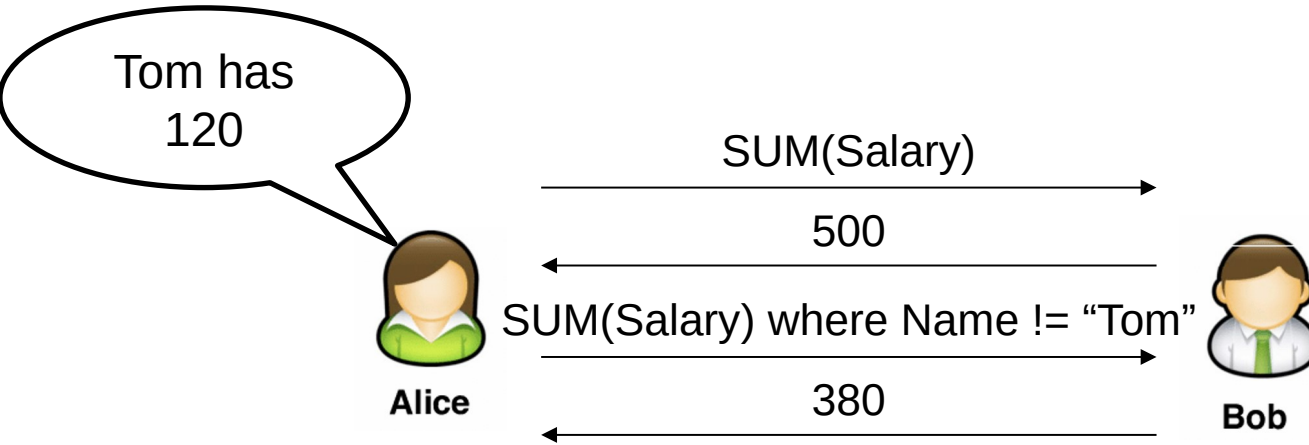 Tom has
120
SUM(Salary)
500
SUM(Salary) where Name != “Tom”
380
Alice
Bob